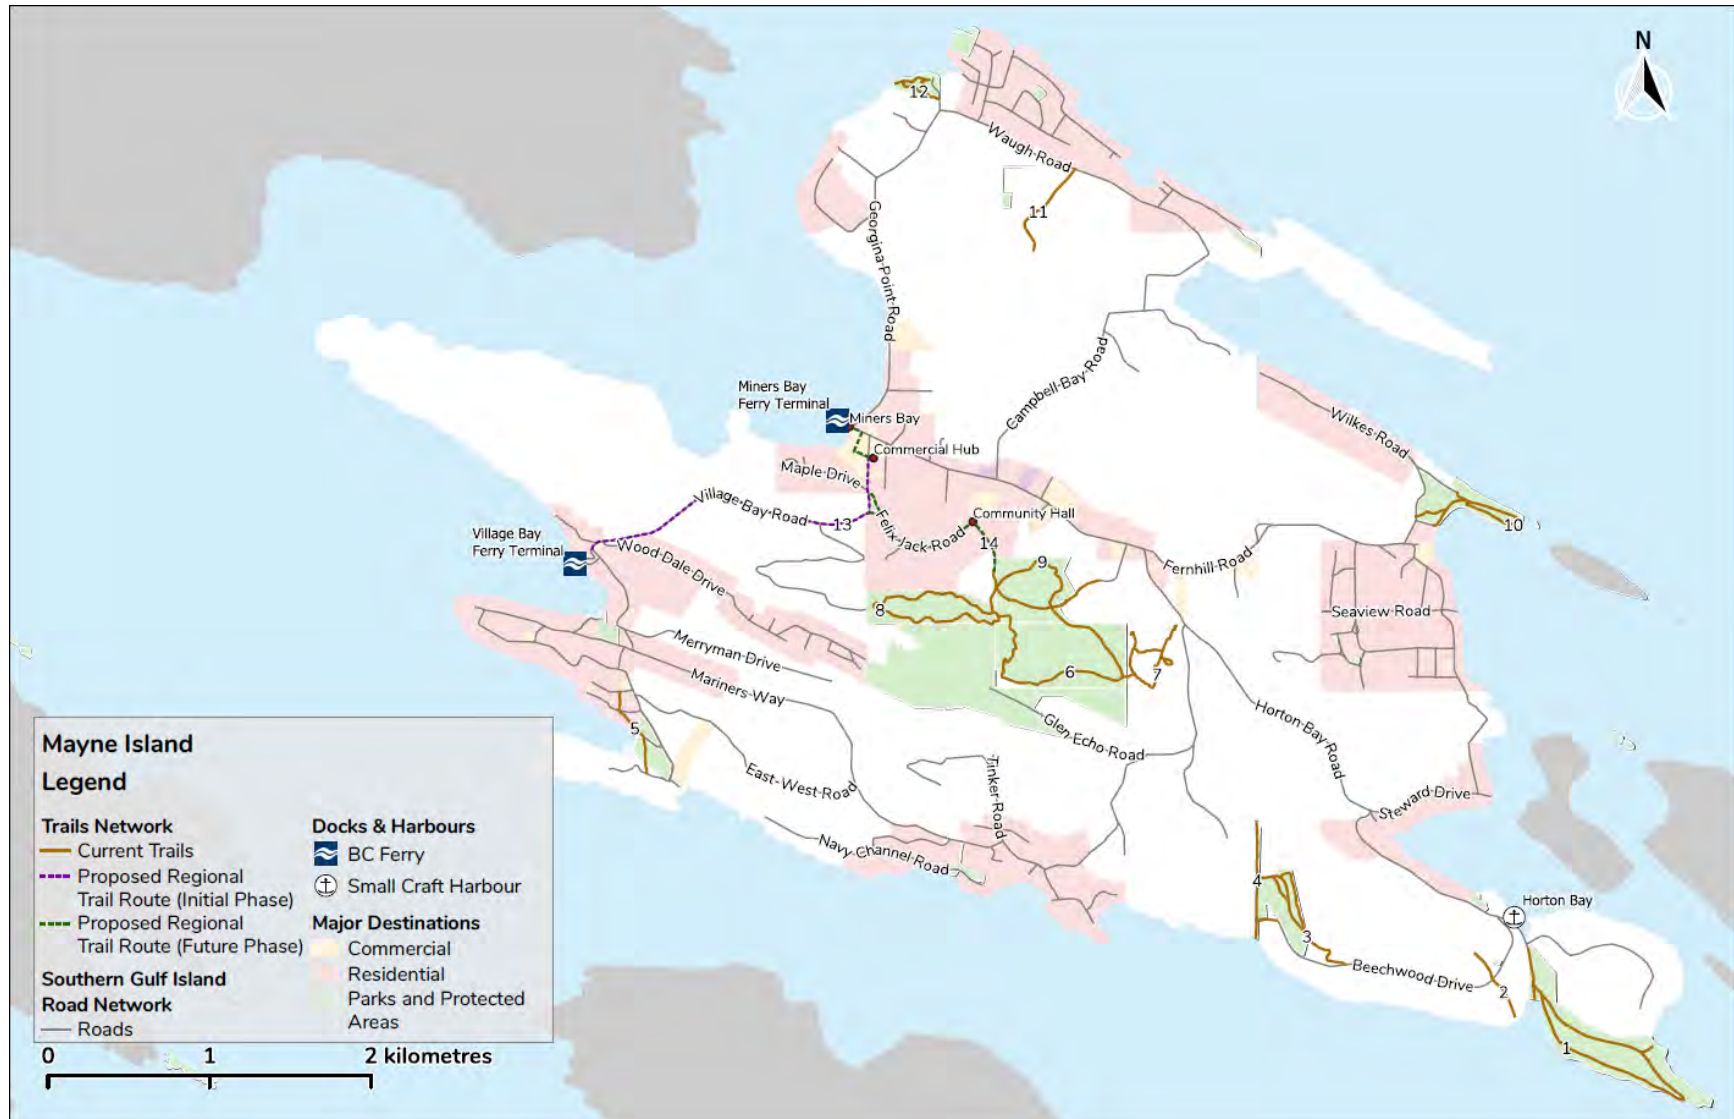 N
12
Waugh Road
11
Georgina Point Road
Miners Bay
Ferry Terminal
Miners Bay
Campbell Bay Road
Commercial Hub
Wilkes Road
Maple Drive
Village Bay Road
13
Felix Jack Road
Community Hall
14
10
Village Bay
Ferry Terminal
Wood Dale Drive
9
Fernhill Road
8
Seaview Road
Merryman Drive
6
7
Mariners Way
5
Glen Echo Road
Horton Bay Road
East-West Road
Tinker Road
Steward Drive
Navy Channel Road
4
3
Horton Bay
Beechwood Drive
2
1
Mayne Island
Legend
Trails Network
Current Trails
Proposed Regional
Trail Route (Initial Phase)
Proposed Regional
Trail Route (Future Phase)
Southern Gulf Island
Road Network
Roads
Docks & Harbours
BC Ferry
Small Craft Harbour
Major Destinations
Commercial
Residential
Parks and Protected
Areas
0 1 2 kilometres